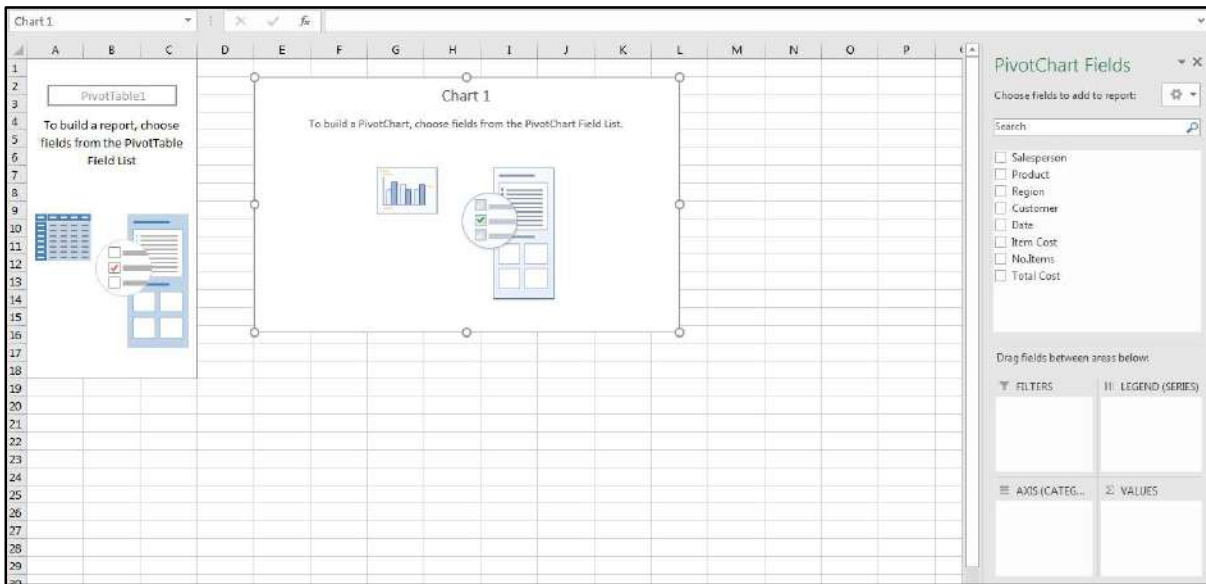 Chart 1
fx
A B C D E F G H I J K L M N O P
1
2
3
4
5
6
7
8
9
10
11
12
13
14
15
16
17
18
19
20
21
22
23
24
25
26
27
28
29
30
PivotTable1
To build a report, choose
fields from the PivotTable
Field List
Chart 1
To build a PivotChart, choose fields from the PivotChart Field List.
PivotChart Fields
Choose fields to add to report:
Search
Salesperson
Product
Region
Customer
Date
Item Cost
No.Items
Total Cost
Drag fields between areas below:
FILTERS
LEGEND (SERIES)
AXIS (CATEG...
Σ VALUES